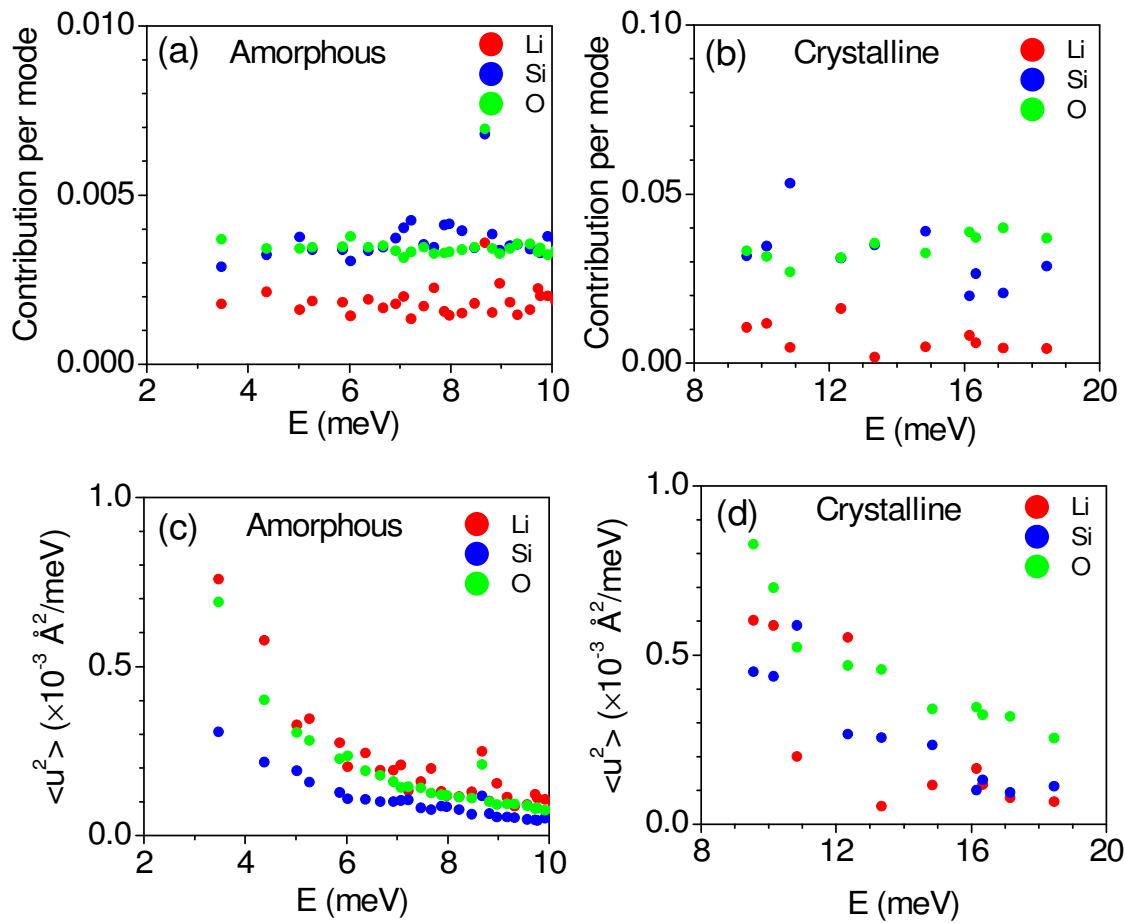 (a) Amorphous
Li
Si
O
Contribution per mode
0.010
0.005
0.000
2 4 6 8 10
E (meV)
(b) Crystalline
Li
Si
O
Contribution per mode
0.10
0.05
0.00
8 12 16 20
E (meV)
(c) Amorphous
Li
Si
O
<u²> (×10⁻³ Å²/meV)
1.0
0.5
0.0
2 4 6 8 10
E (meV)
(d) Crystalline
Li
Si
O
<u²> (×10⁻³ Å²/meV)
1.0
0.5
0.0
8 12 16 20
E (meV)